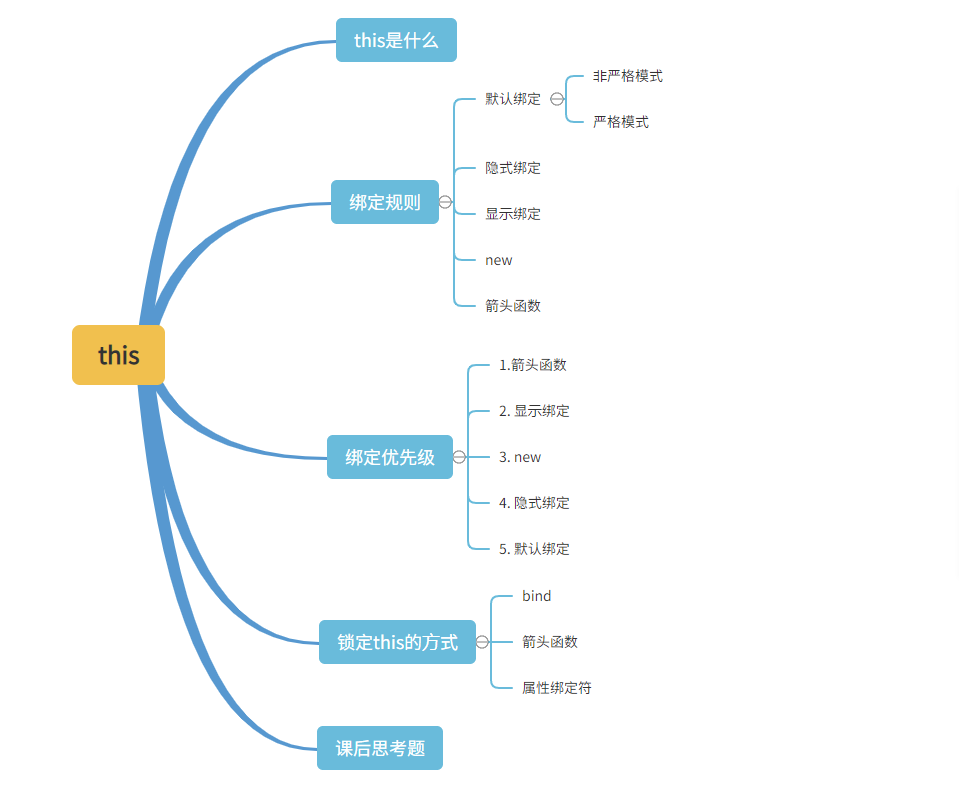 this
this是什么
绑定规则
默认绑定
非严格模式
严格模式
隐式绑定
显示绑定
new
箭头函数
绑定优先级
1.箭头函数
2. 显示绑定
3. new
4. 隐式绑定
5. 默认绑定
锁定this的方式
bind
箭头函数
属性绑定符
课后思考题